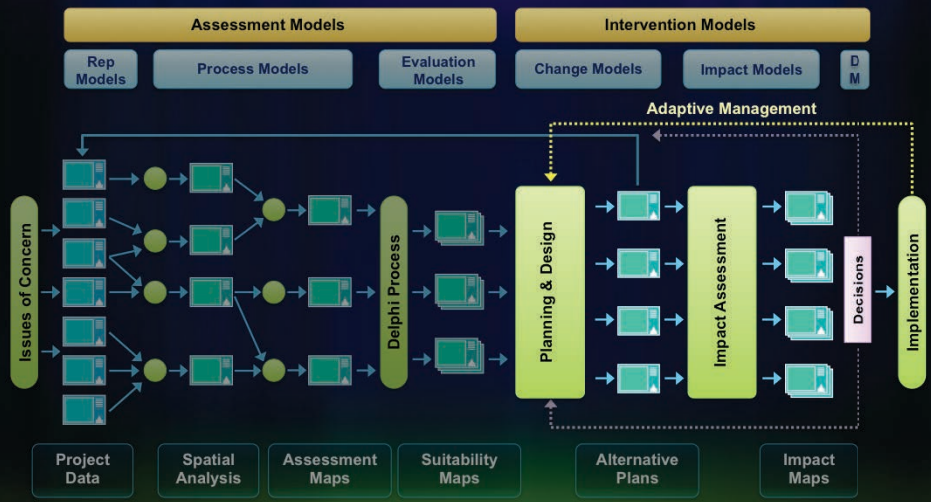 Assessment Models
Intervention Models
Rep
Models
Process Models
Evaluation
Models
Change Models
Impact Models
D
M
Adaptive Management
Issues of Concern
Delphi Process
Planning & Design
Impact Assessment
Decisions
Implementation
Project
Data
Spatial
Analysis
Assessment
Maps
Suitability
Maps
Alternative
Plans
Impact
Maps